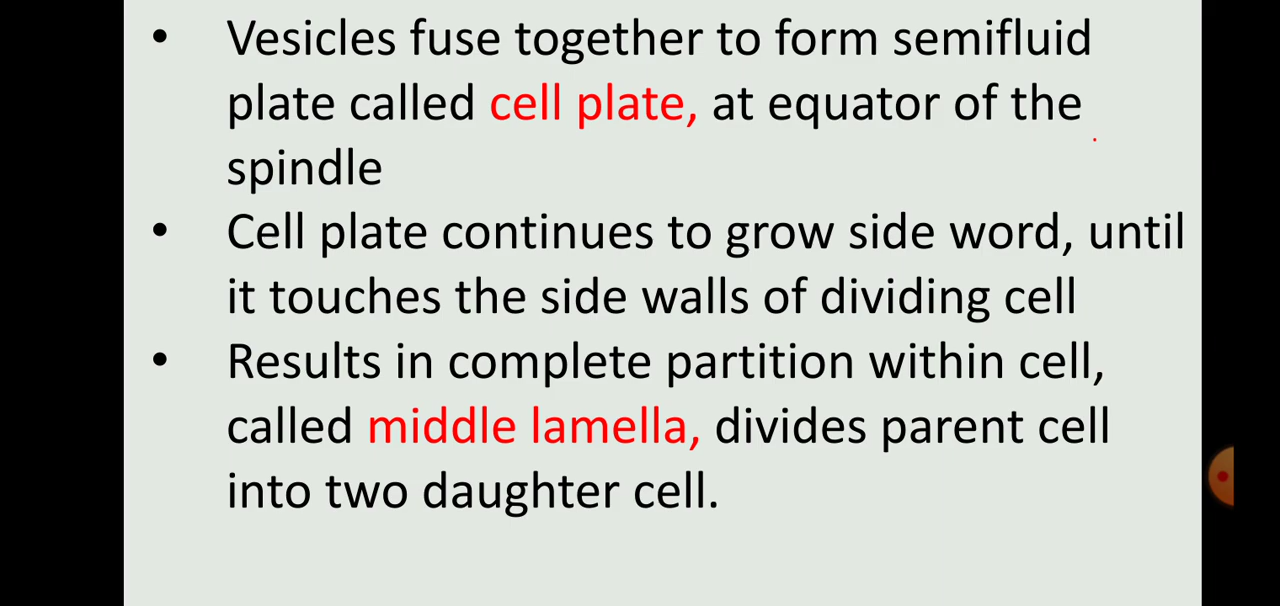 • Vesicles fuse together to form semifluid
plate called cell plate, at equator of the
spindle
• Cell plate continues to grow side word, until
it touches the side walls of dividing cell
• Results in complete partition within cell,
called middle lamella, divides parent cell
into two daughter cell.